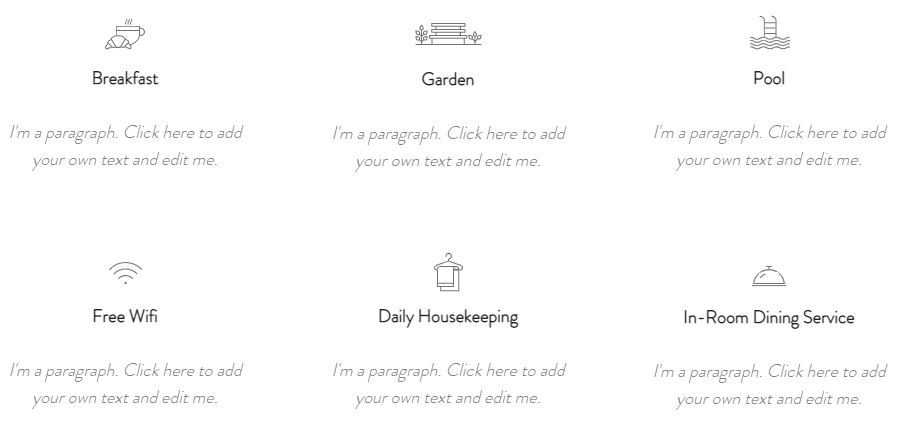 Breakfast
Garden
Pool
I'm a paragraph. Click here to add
your own text and edit me.
I'm a paragraph. Click here to add
your own text and edit me.
I'm a paragraph. Click here to add
your own text and edit me.
Free Wifi
Daily Housekeeping
In-Room Dining Service
I'm a paragraph. Click here to add
your own text and edit me.
I'm a paragraph. Click here to add
your own text and edit me.
I'm a paragraph. Click here to add
your own text and edit me.